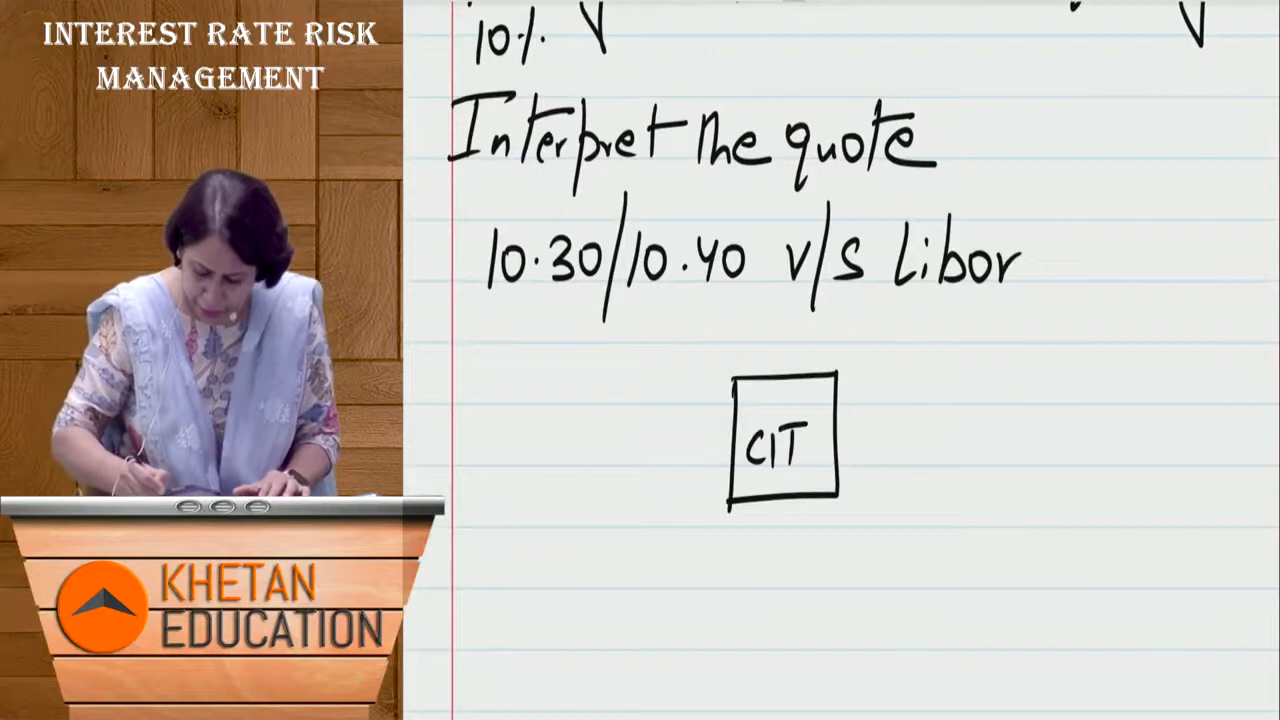 INTEREST RATE RISK
MANAGEMENT
10%.
Interpret the quote
10.30/10.40 v/s Libor
CIT
KHETAN
EDUCATION